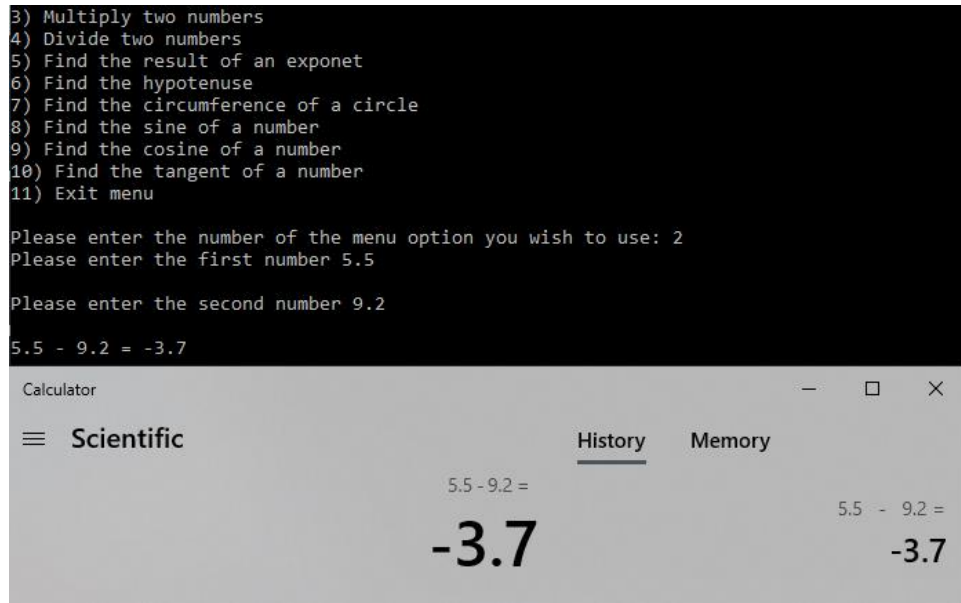 3) Multiply two numbers
4) Divide two numbers
5) Find the result of an exponet
6) Find the hypotenuse
7) Find the circumference of a circle
8) Find the sine of a number
9) Find the cosine of a number
10) Find the tangent of a number
11) Exit menu
Please enter the number of the menu option you wish to use: 2
Please enter the first number 5.5
Please enter the second number 9.2
5.5 - 9.2 = -3.7
Calculator
Scientific
History Memory
5.5 - 9.2 =
-3.7
5.5 - 9.2 =
-3.7